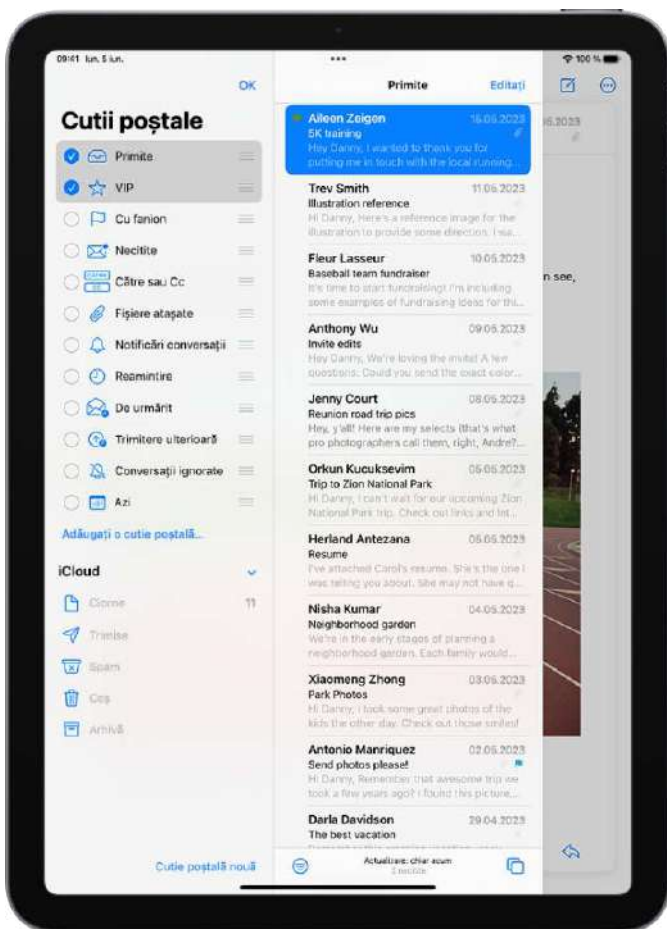 09:41 lun. 5 iun.
100 %
OK
Cutii poștale
Primite
VIP
Cu fanion
Necitite
Către sau Cc
Fișiere atașate
Notificări conversații
Reamintire
De urmărit
Trimitere ulterioară
Conversații ignorate
Azi
Adăugați o cutie poștală...
iCloud
Ciorne 11
Trimise
Spam
Coș
Arhivă
Cutie poștală nouă
Primite
Editați
Aileen Zeigen
5K training
Hey Danny, I wanted to thank you for
putting me in touch with the local running...
Trev Smith 11.05.2023
Illustration reference
Hi Danny, Here's a reference image for the
illustration to provide some direction. I wa...
Fleur Lasseur 10.05.2023
Baseball team fundraiser
It's time to start fundraising! I'm including
some examples of fundraising ideas for thi...
Anthony Wu 09.05.2023
Invite edits
Hey Danny, We're loving the invite! A few
questions: Could you send the exact color...
Jenny Court 08.05.2023
Reunion road trip pics
Hey, y'all! Here are my selects (that's what
pro photographers call them, right, Andre?...
Orkun Kucuksevim 05.05.2023
Trip to Zion National Park
Hi Danny, I can't wait for our upcoming Zion
National Park trip. Check out links and int...
Herland Antezana 05.05.2023
Resume
I've attached Carol's resume. She's the one I
was telling you about. She may not have q...
Nisha Kumar 04.05.2023
Neighborhood garden
We're in the early stages of planning a
neighborhood garden. Each family would...
Xiaomeng Zhong 03.05.2023
Park Photos
Hi Danny, I took some great photos of the
kids the other day. Check out those smiles!
Antonio Manriquez 02.05.2023
Send photos please!
Hi Danny, Remember that awesome trip we
took a few years ago? I found this picture...
Darla Davidson 29.04.2023
The best vacation
Actualizare: chiar acum
n see,